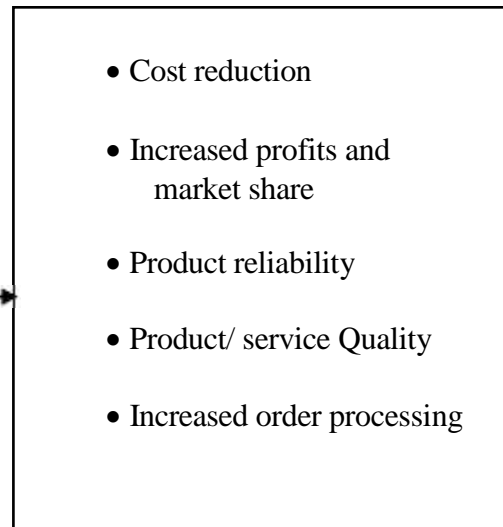 • Cost reduction
• Increased profits and
market share
• Product reliability
• Product/ service Quality
• Increased order processing